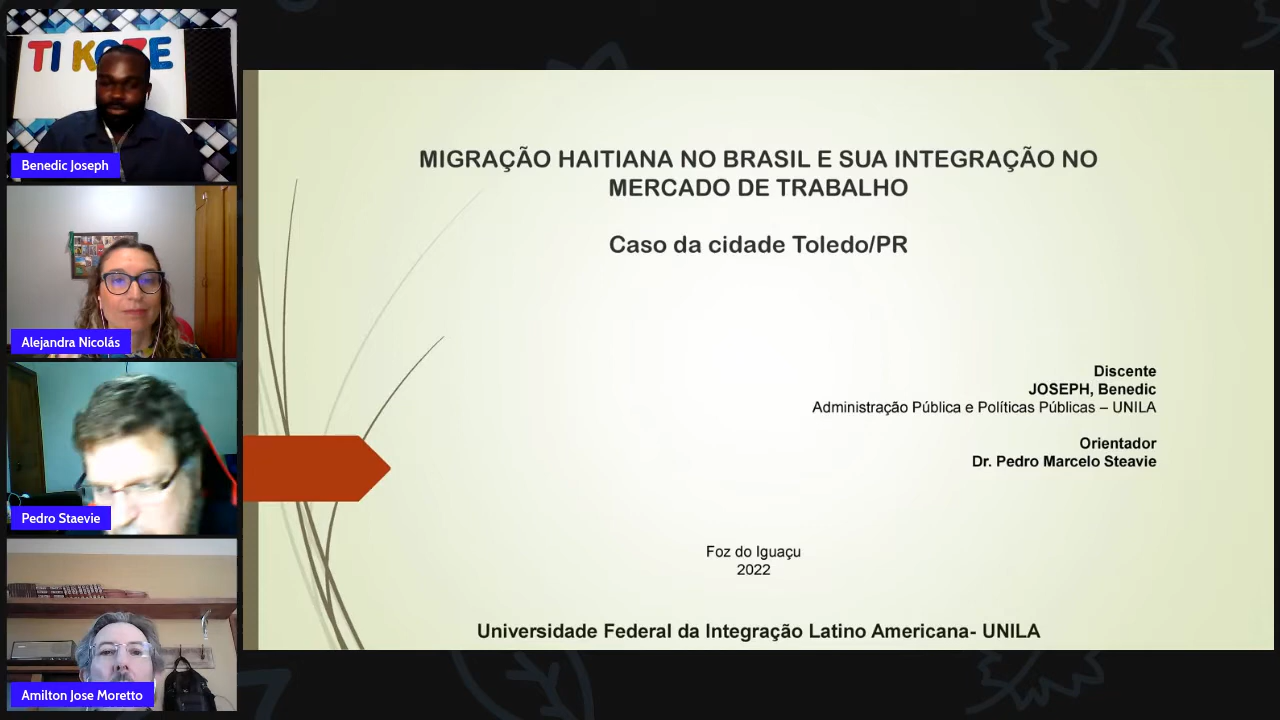 TI K
E
Benedic Joseph
Alejandra Nicolás
Pedro Staevie
Amilton Jose Moretto
MIGRAÇÃO HAITIANA NO BRASIL E SUA INTEGRAÇÃO NO
MERCADO DE TRABALHO
Caso da cidade Toledo/PR
Discente
JOSEPH, Benedic
Administração Pública e Políticas Públicas – UNILA
Orientador
Dr. Pedro Marcelo Steavie
Foz do Iguaçu
2022
Universidade Federal da Integração Latino Americana- UNILA